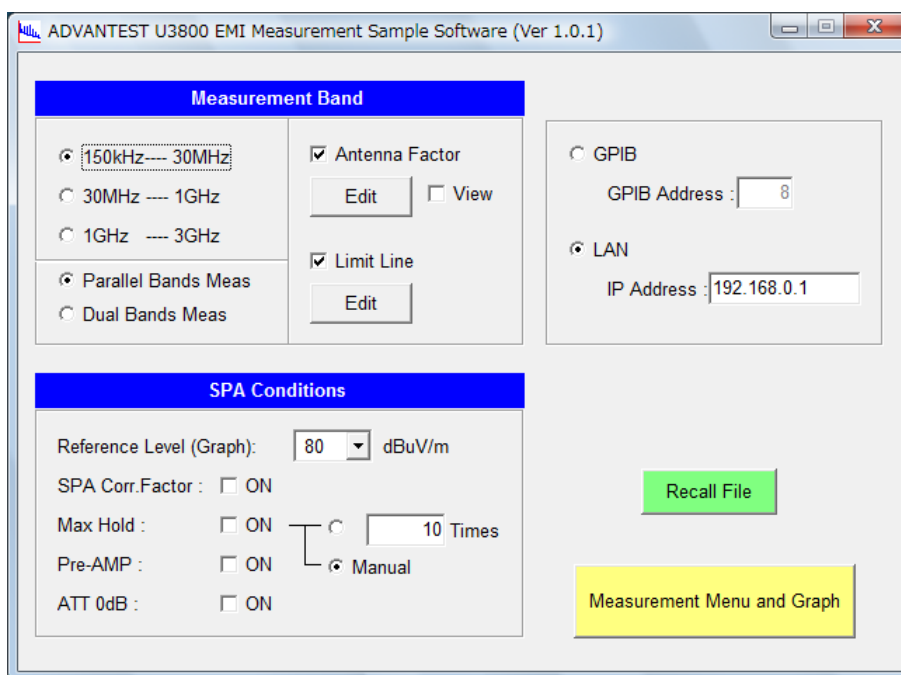 ADVANTEST U3800 EMI Measurement Sample Software (Ver 1.0.1)
Measurement Band
150kHz---- 30MHz
30MHz ---- 1GHz
1GHz ---- 3GHz
Parallel Bands Meas
Dual Bands Meas
Antenna Factor
Edit
View
Limit Line
Edit
GPIB
GPIB Address : 8
LAN
IP Address : 192.168.0.1
SPA Conditions
Reference Level (Graph): 80 dBuV/m
SPA Corr.Factor : ON
Max Hold : ON 10 Times
Manual
Pre-AMP : ON
ATT 0dB : ON
Recall File
Measurement Menu and Graph